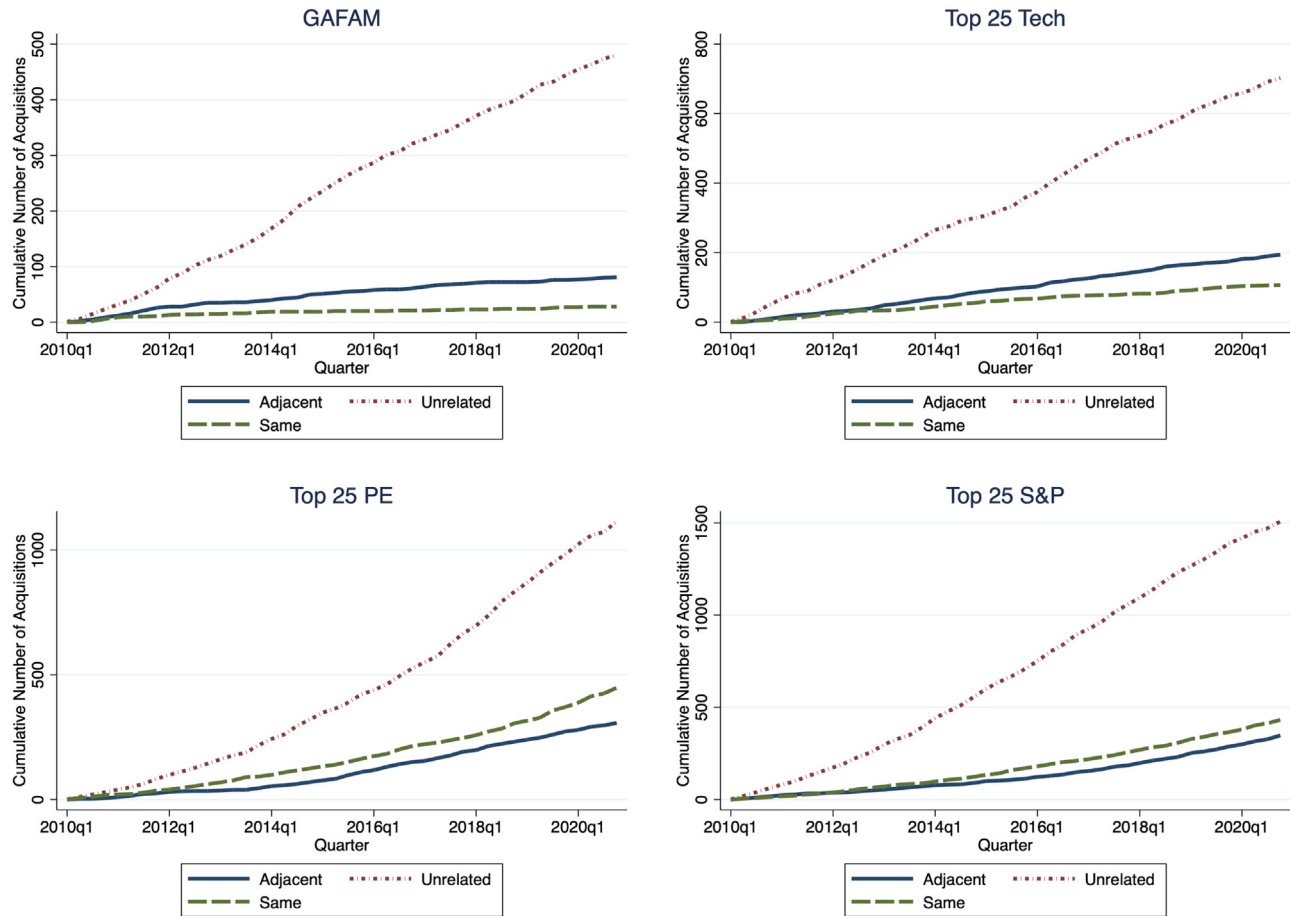 GAFAM
Cumulative Number of Acquisitions
500
400
300
200
100
0
2010q1 2012q1 2014q1 2016q1 2018q1 2020q1
Quarter
Adjacent Unrelated
Same
Top 25 Tech
Cumulative Number of Acquisitions
800
600
400
200
0
2010q1 2012q1 2014q1 2016q1 2018q1 2020q1
Quarter
Adjacent Unrelated
Same
Top 25 PE
Cumulative Number of Acquisitions
1000
500
0
2010q1 2012q1 2014q1 2016q1 2018q1 2020q1
Quarter
Adjacent Unrelated
Same
Top 25 S&P
Cumulative Number of Acquisitions
1500
1000
500
0
2010q1 2012q1 2014q1 2016q1 2018q1 2020q1
Quarter
Adjacent Unrelated
Same